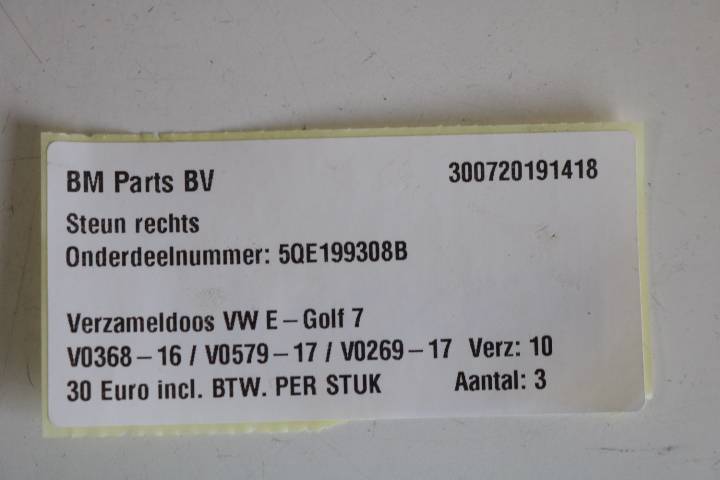 BM Parts BV 300720191418
Steun rechts
Onderdeelnummer: 5QE199308B
Verzameldoos VW E-Golf 7
V0368-16 / V0579-17 / V0269-17 Verz: 10
30 Euro incl. BTW. PER STUK Aantal: 3